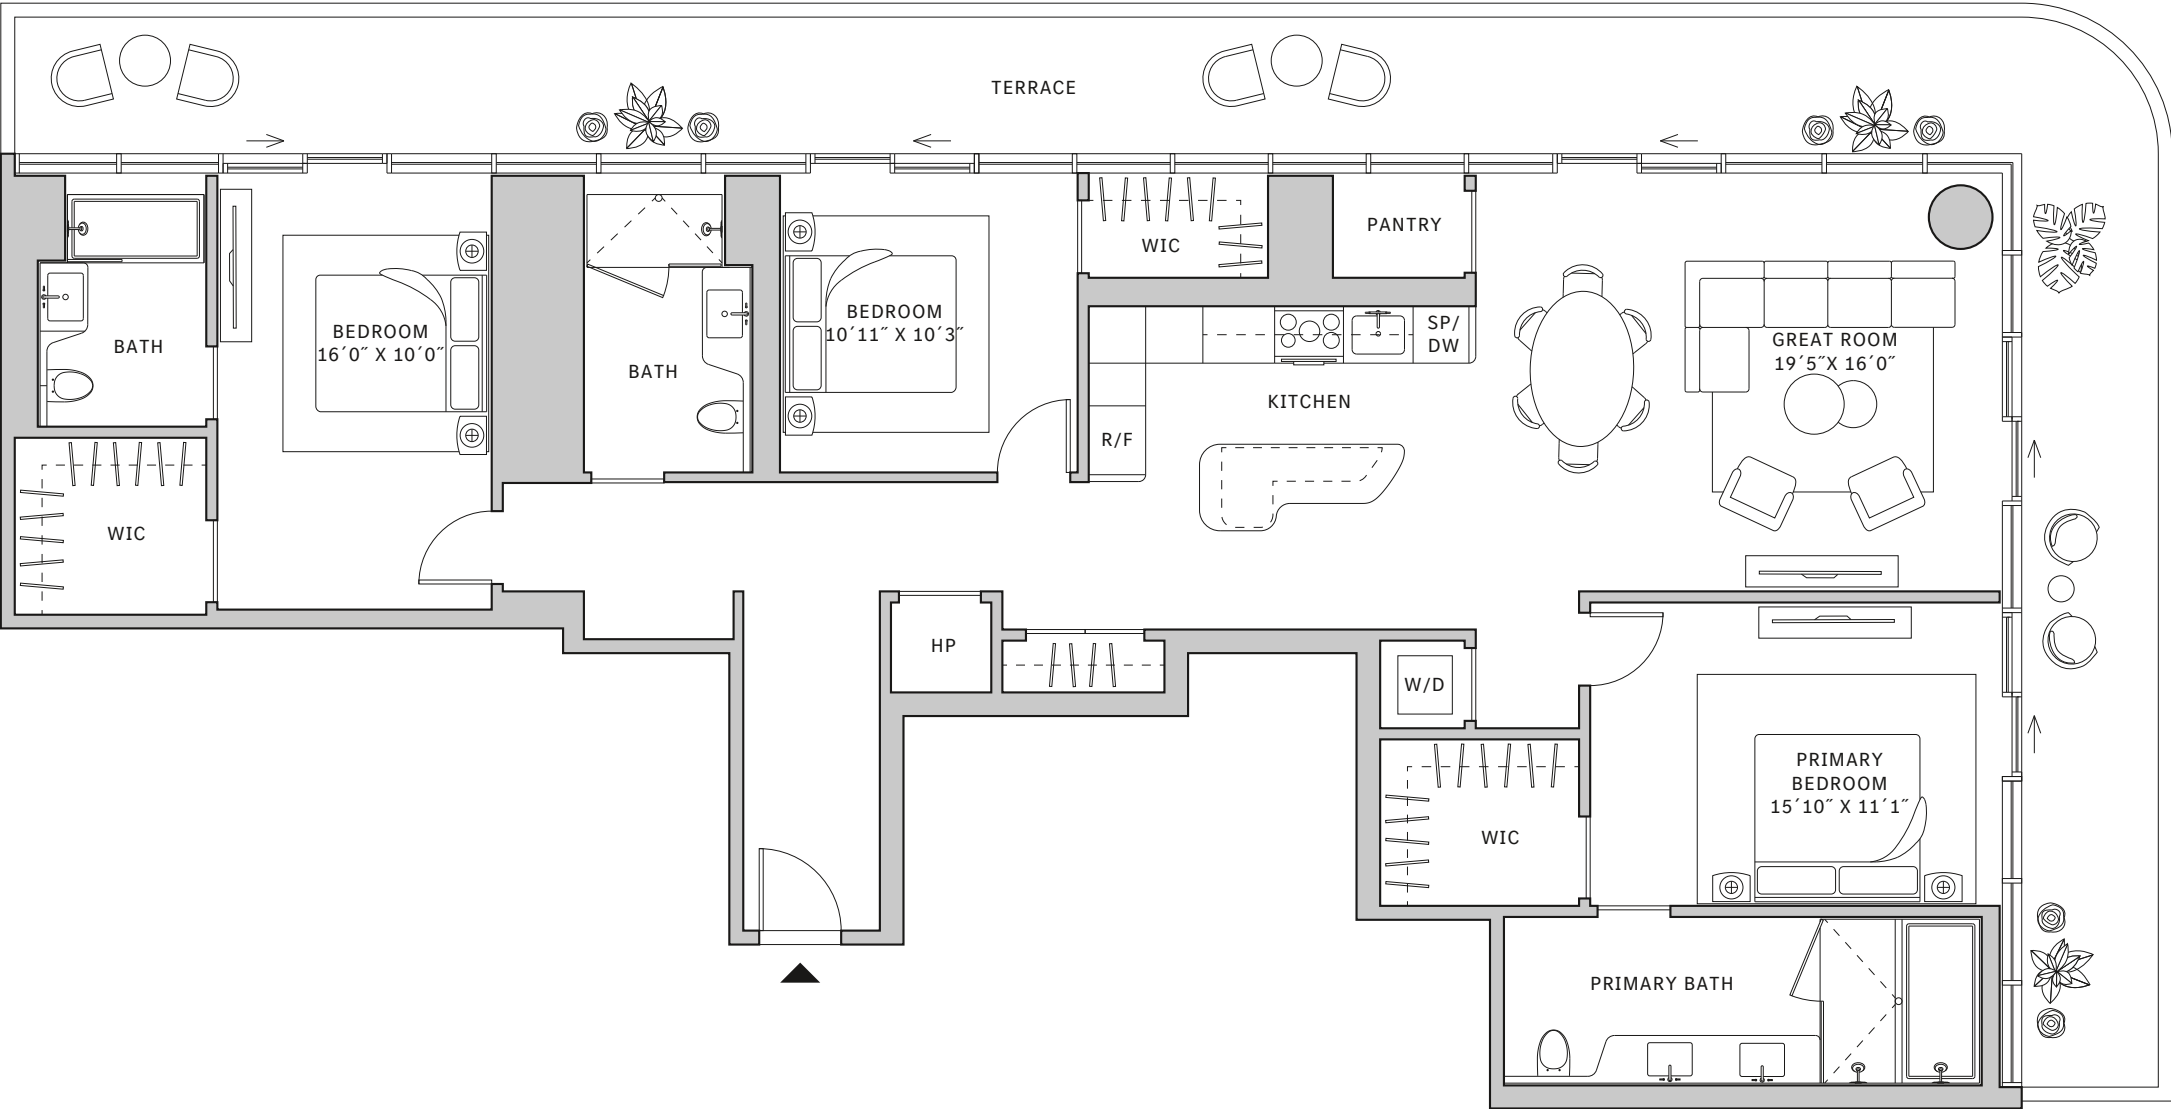 TERRACE
PANTRY
WIC
BEDROOM
10´11˝ X 10´3˝
BEDROOM
16´0˝ X 10´0˝
BATH
BATH
SP/
DW
GREAT ROOM
19´5˝X 16´0˝
KITCHEN
R/F
WIC
HP
W/D
PRIMARY
BEDROOM
15´10˝ X 11´1˝
WIC
PRIMARY BATH